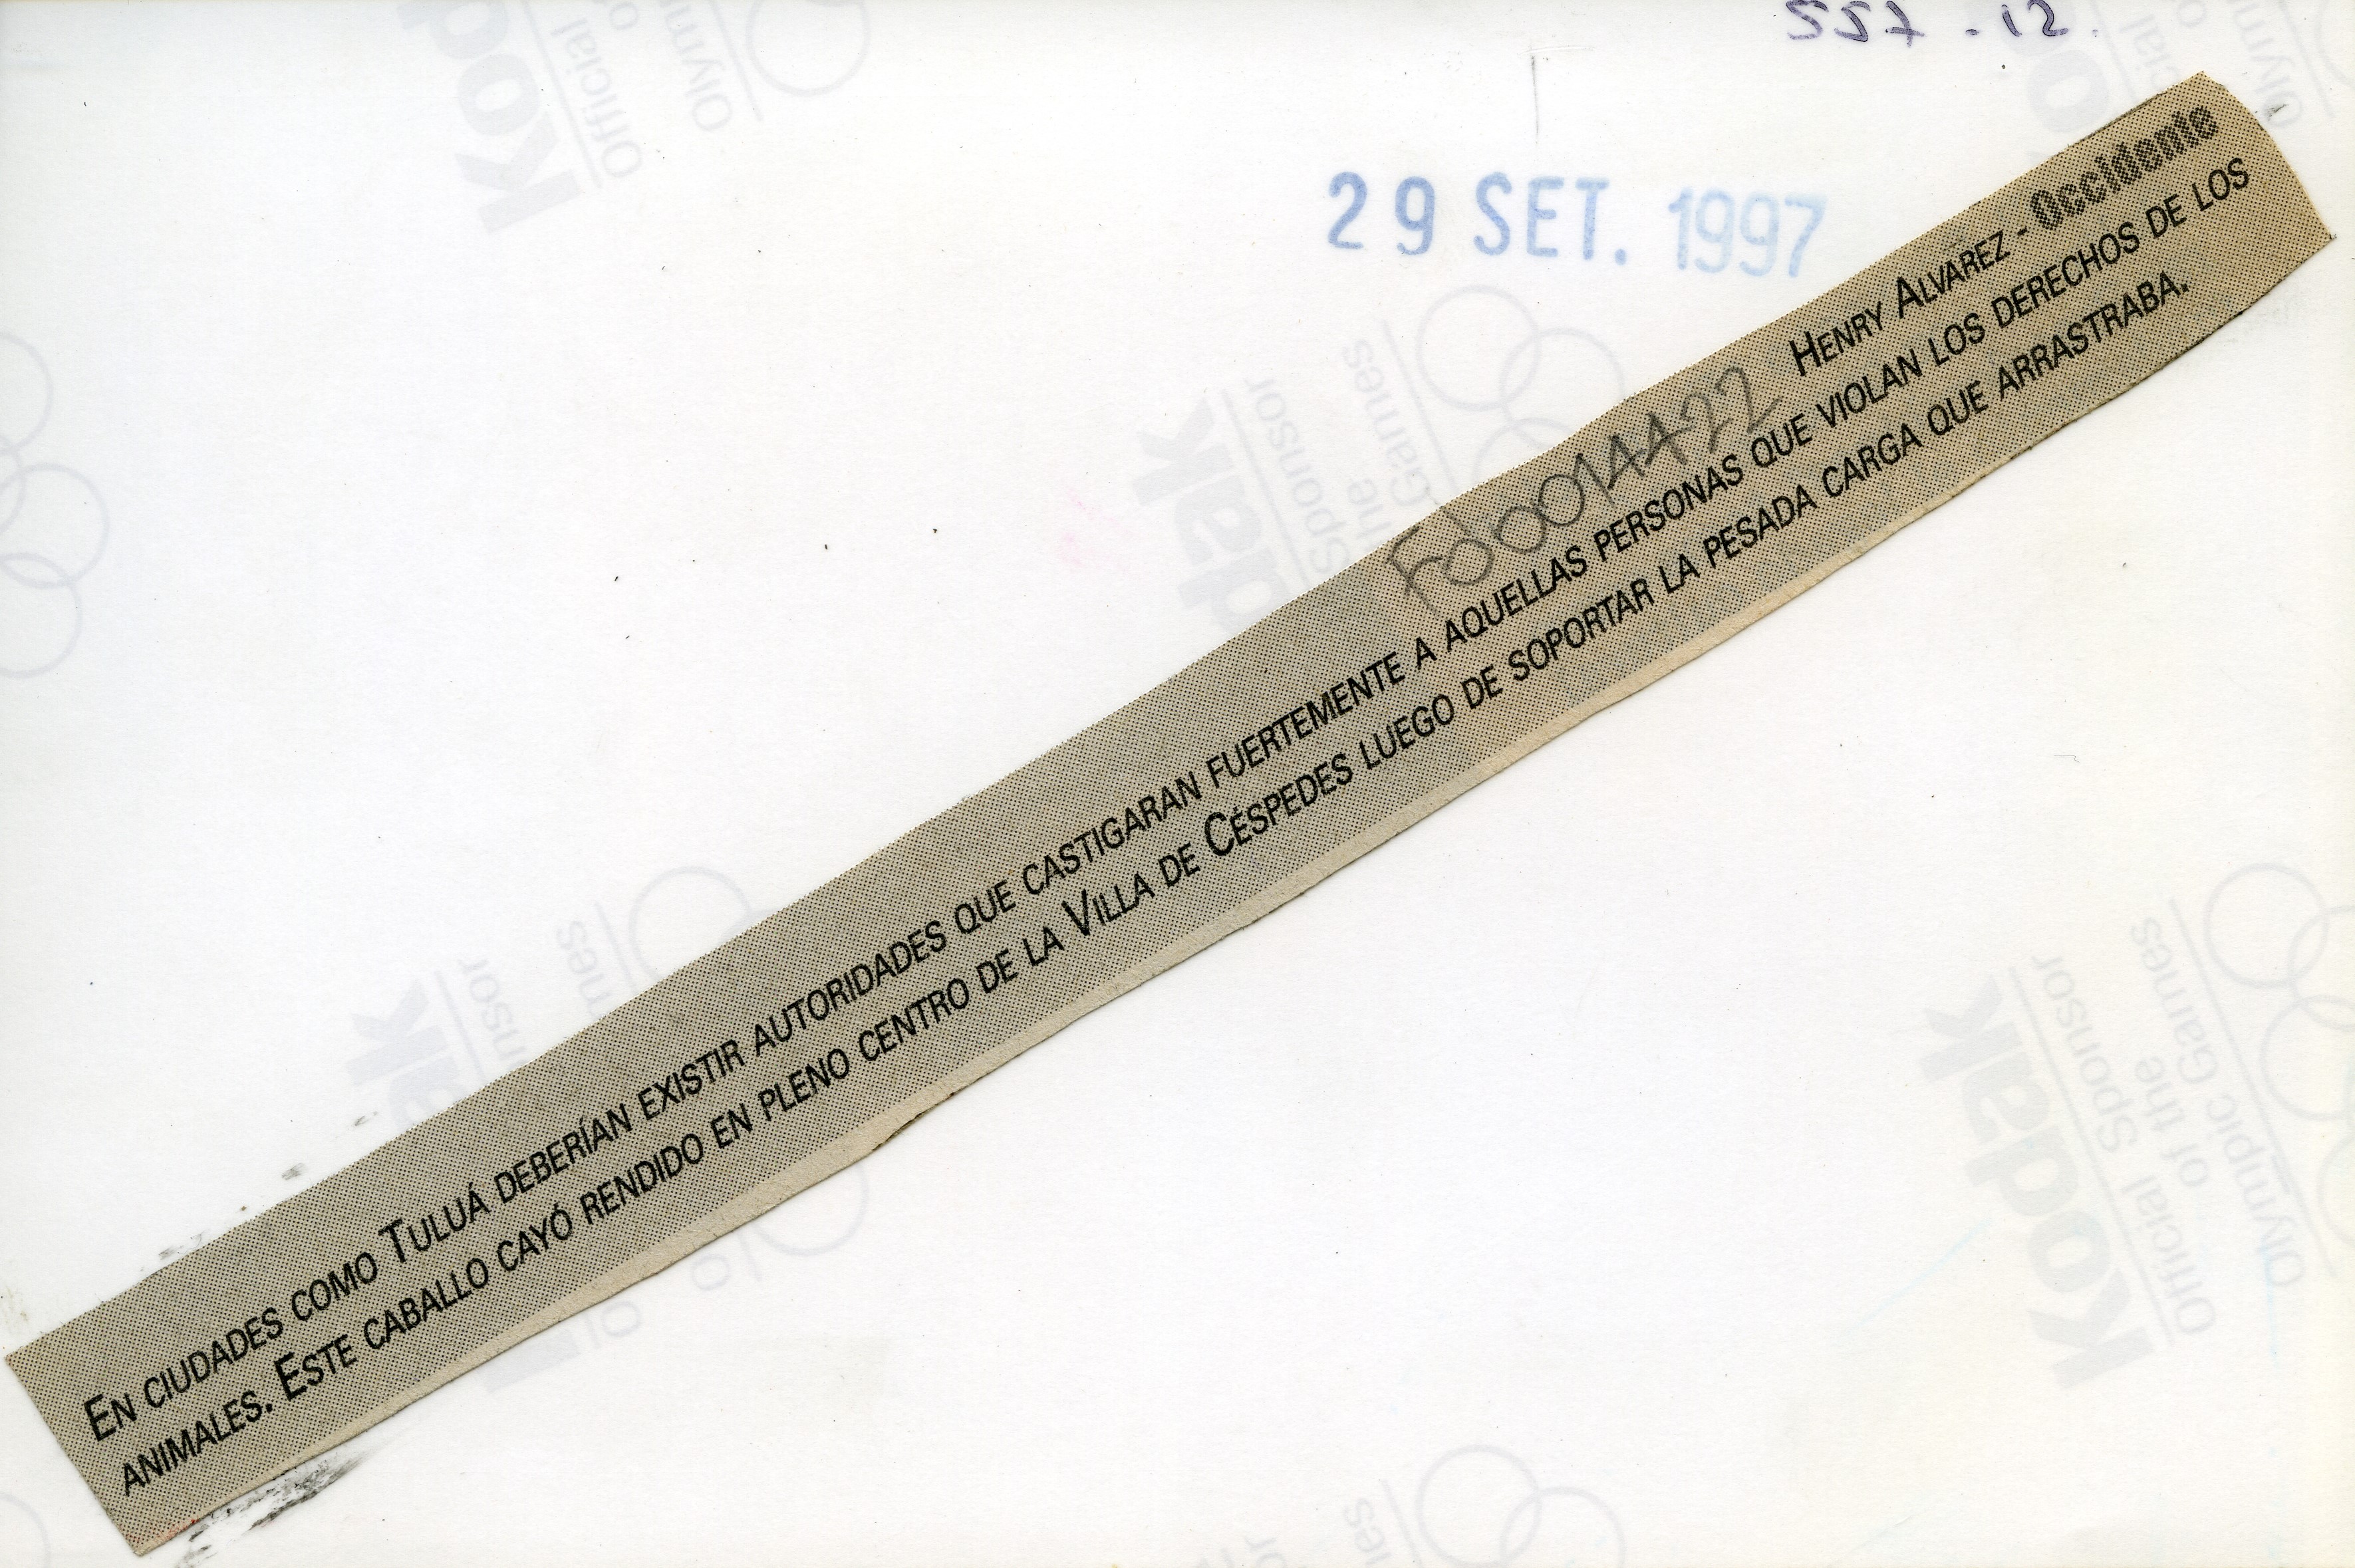 557-12
29 SET. 1997
HENRY ALVAREZ - Occidente
EN CIUDADES COMO TULUÁ DEBERÍAN EXISTIR AUTORIDADES QUE CASTIGARAN FUERTEMENTE A AQUELLAS PERSONAS QUE VIOLAN LOS DERECHOS DE LOS
ANIMALES. ESTE CABALLO CAYÓ RENDIDO EN PLENO CENTRO DE LA VILLA DE CÉSPEDES LUEGO DE SOPORTAR LA PESADA CARGA QUE ARRASTRABA.
Kodak
Official Sponsor
of the
Olympic Games